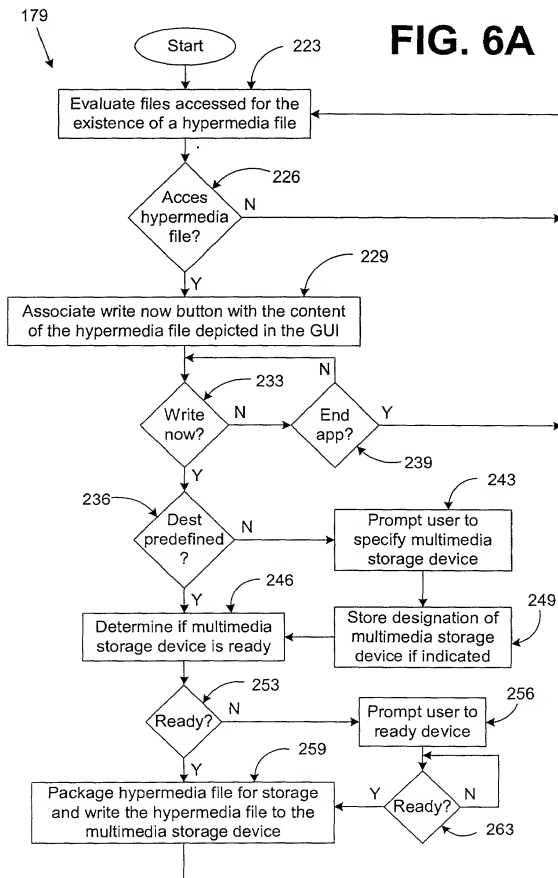 179
Start
FIG. 6A
223
Evaluate files accessed for the
existence of a hypermedia file
226
Acces
hypermedia
file?
N
Y
229
Associate write now button with the content
of the hypermedia file depicted in the GUI
N
233
Write
now?
N
End
app?
Y
239
Y
236
Dest
predefined
?
N
243
Prompt user to
specify multimedia
storage device
Y
246
Determine if multimedia
storage device is ready
Store designation of
multimedia storage
device if indicated
249
253
Ready?
N
Prompt user to
ready device
256
Y
259
Package hypermedia file for storage
and write the hypermedia file to the
multimedia storage device
Y
Ready?
N
263